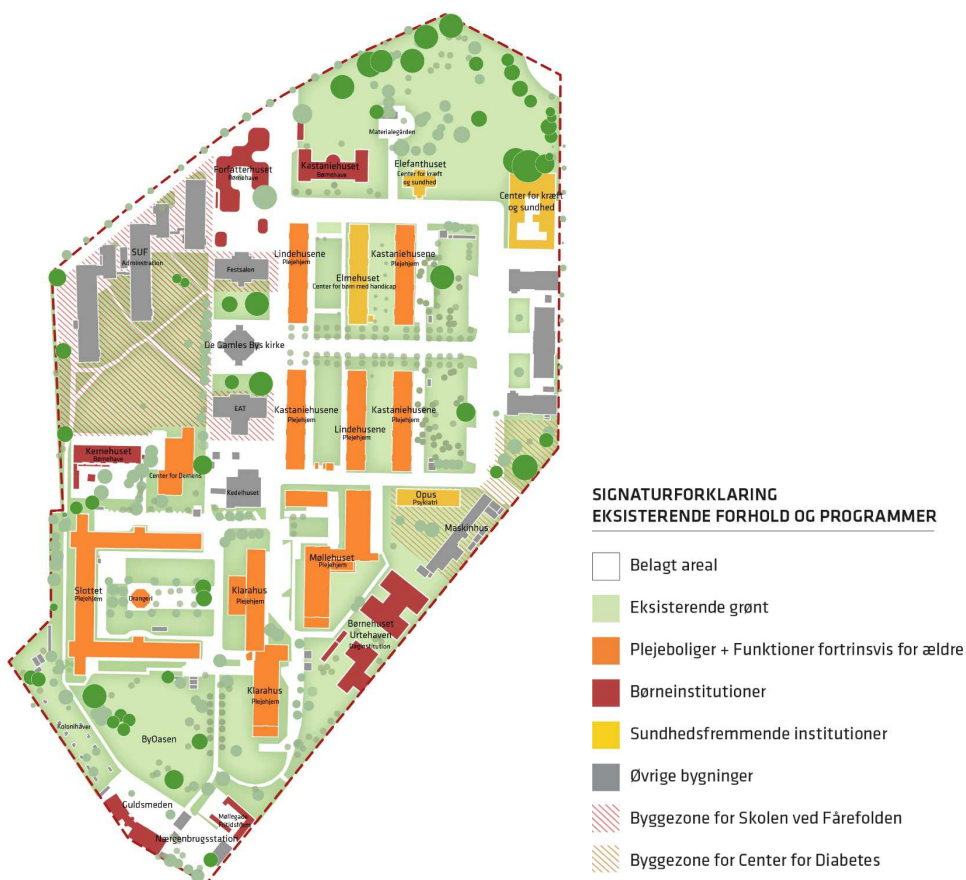 Materialegården
Forfatterhuset
Børnehave
Kastaniehuset
Børnehave
Elefanthuset
Center for kræft
og sundhed
Center for kræft
og sundhed
SUF
Administration
Festsalen
Lindehusene
Plejehjem
Elmehuset
Center for børn med handicap
Kastaniehusene
Plejehjem
De Gamles Bys kirke
EAT
Kastaniehusene
Plejehjem
Lindehusene
Plejehjem
Kastaniehusene
Plejehjem
Kernehuset
Børnehave
Center for Demens
Kedelhuset
Opus
Psykiatri
Maskinhus
Møllehuset
Plejehjem
Slottet
Plejehjem
Orangeri
Klarahus
Plejehjem
Børnehuset
Urtehaven
Daginstitution
Klarahus
Plejehjem
Kolonihaver
ByOasen
Guldsmeden
Møllegade
Fritidshjem
Nærgenbrugsstation
SIGNATURFORKLARING
EKSISTERENDE FORHOLD OG PROGRAMMER
Belagt areal
Eksisterende grønt
Plejeboliger + Funktioner fortrinsvis for ældre
Børneinstitutioner
Sundhedsfremmende institutioner
Øvrige bygninger
Byggezone for Skolen ved Fårefolden
Byggezone for Center for Diabetes